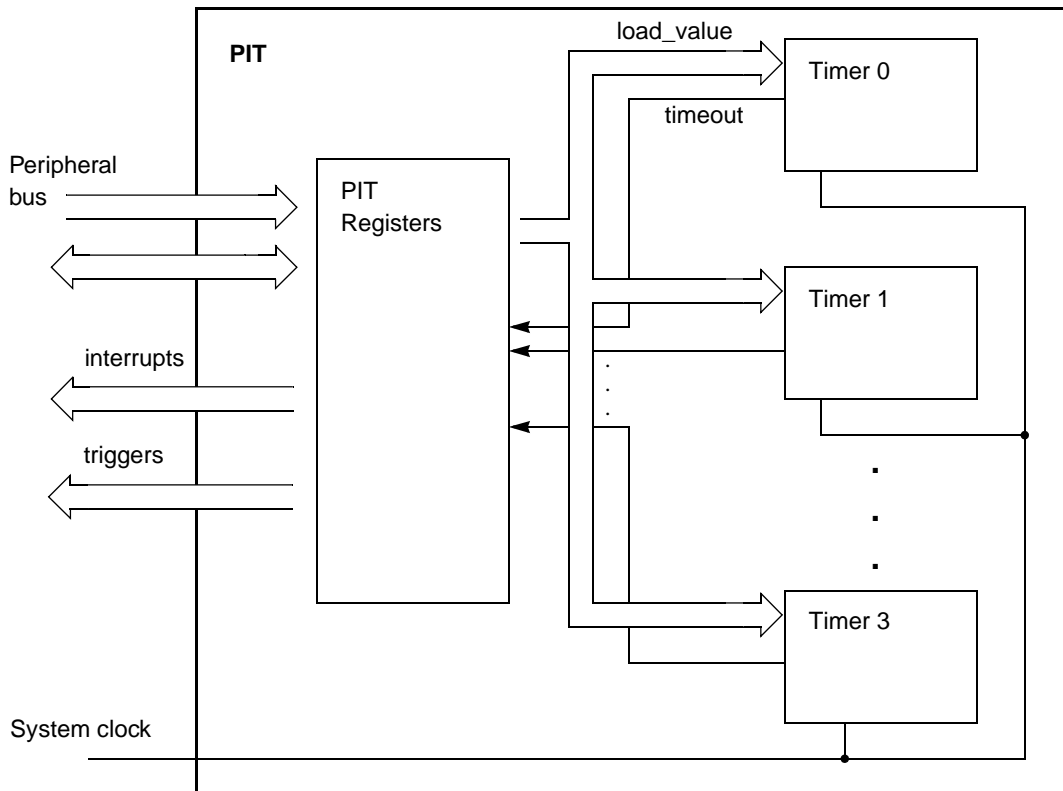 PIT
load_value
Timer 0
timeout
Peripheral
bus
PIT
Registers
Timer 1
interrupts
triggers
Timer 3
System clock